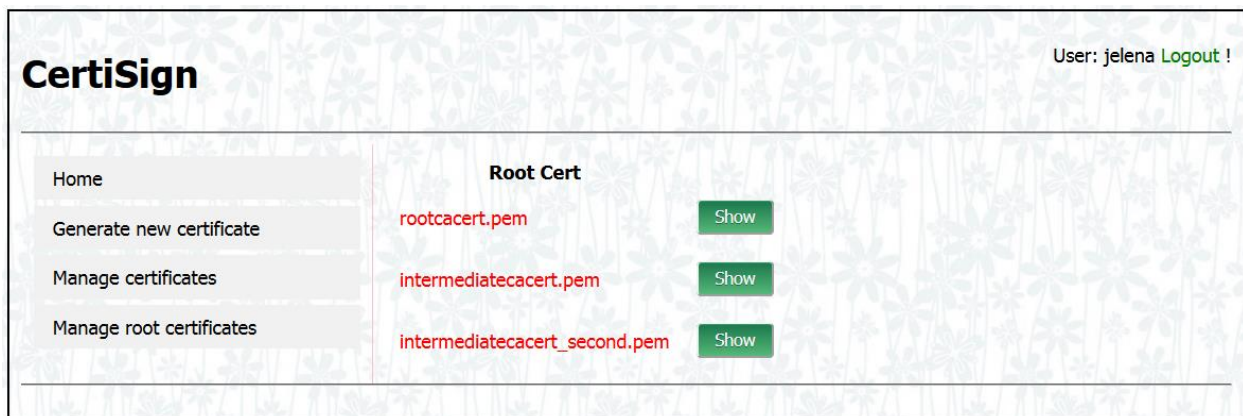 CertiSign
User: jelena Logout !
Home
Generate new certificate
Manage certificates
Manage root certificates
Root Cert
rootcacert.pem Show
intermediatecacert.pem Show
intermediatecacert_second.pem Show